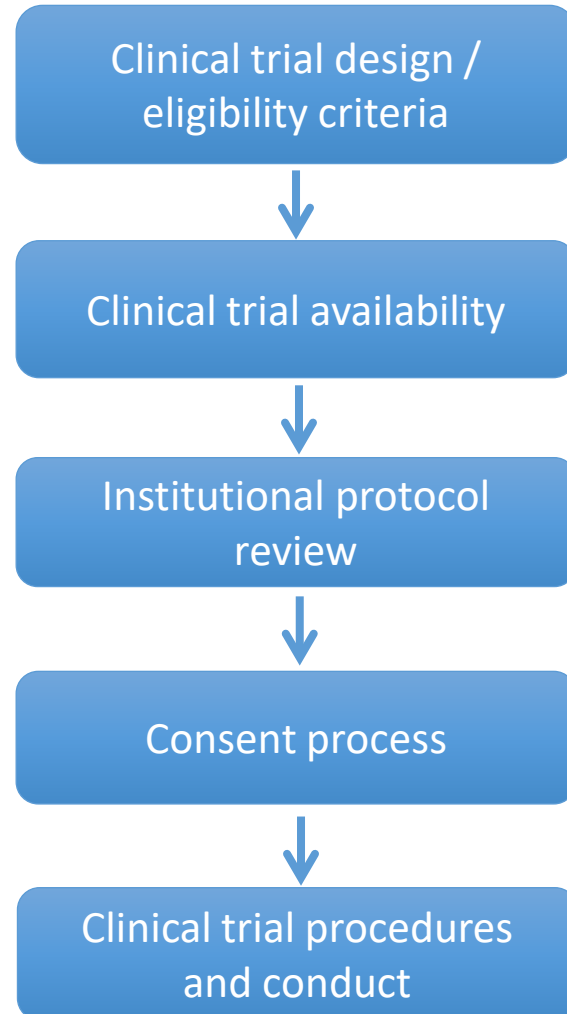 Clinical trial design /
eligibility criteria
Clinical trial availability
Institutional protocol
review
Consent process
Clinical trial procedures
and conduct